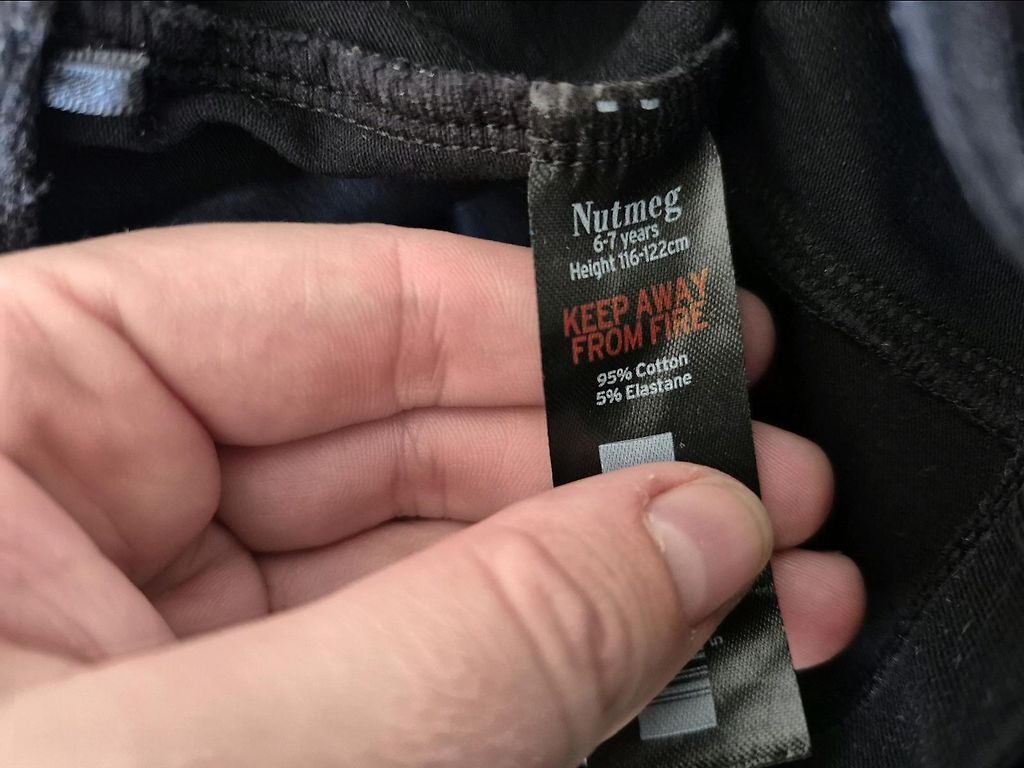 Nutmeg
6-7 years
Height 116-122cm
KEEP AWAY
FROM FIRE
95% Cotton
5% Elastane